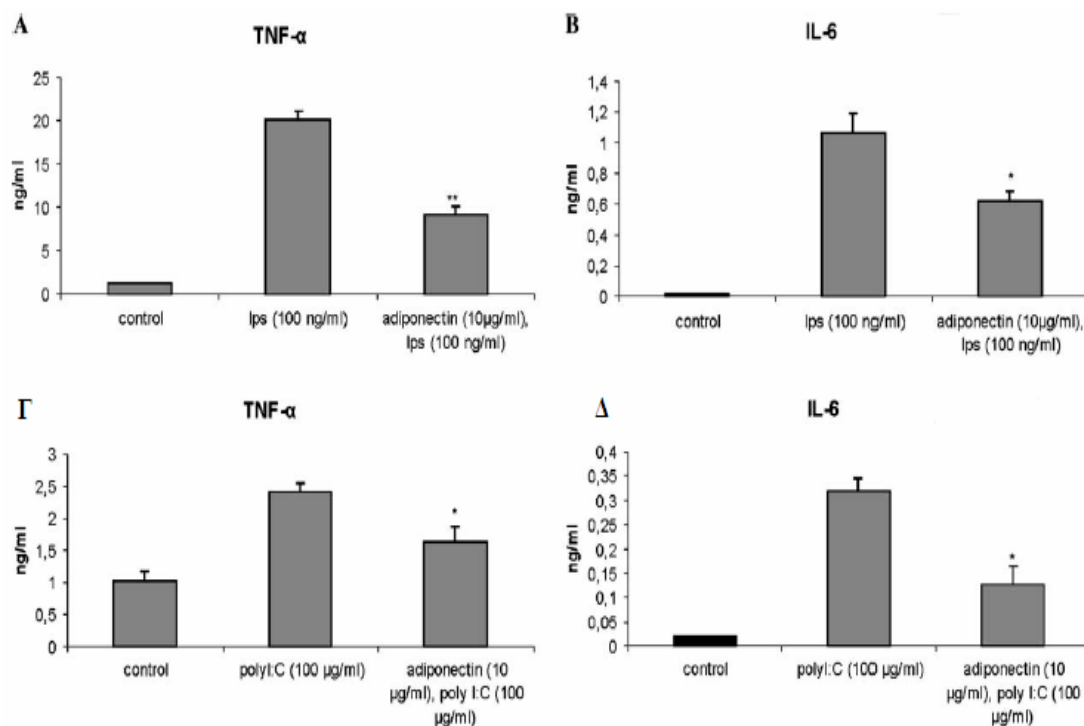 A
TNF-α
ng/ml
25
20
15
10
5
0
**
control
lps (100 ng/ml)
adiponectin (10µg/ml),
lps (100 ng/ml)
B
IL-6
ng/ml
1,4
1,2
1
0,8
0,6
0,4
0,2
0
*
control
lps (100 ng/ml)
adiponectin (10µg/ml),
lps (100 ng/ml)
Γ
TNF-α
ng/ml
3
2,5
2
1,5
1
0,5
0
*
control
polyI:C (100 µg/ml)
adiponectin (10
µg/ml), poly I:C (100
µg/ml)
Δ
IL-6
ng/ml
0,4
0,35
0,3
0,25
0,2
0,15
0,1
0,05
0
*
control
polyI:C (100 µg/ml)
adiponectin (10
µg/ml), poly I:C (100
µg/ml)